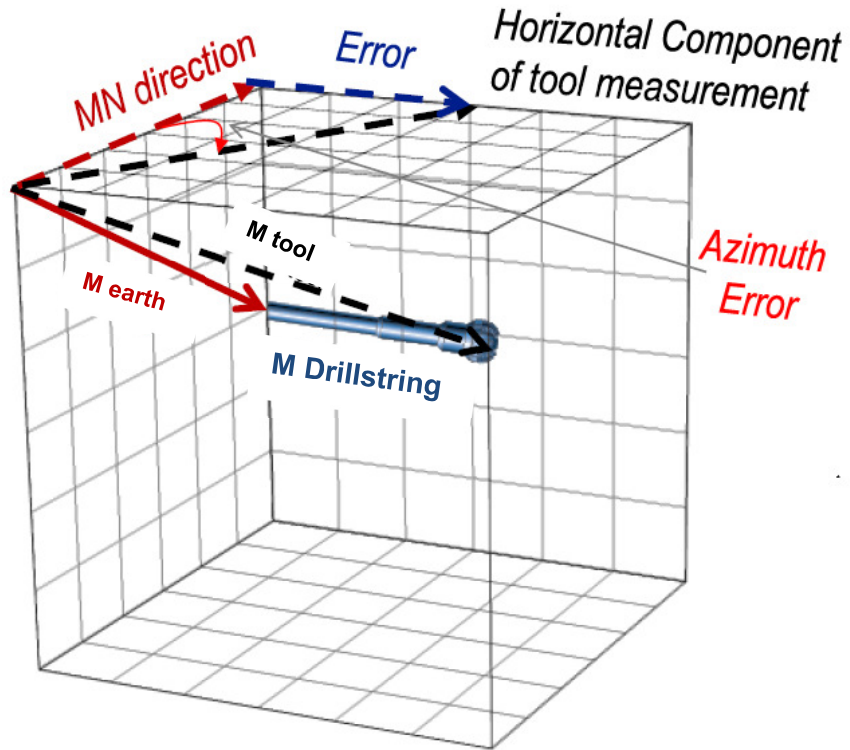 MN direction
Error
Horizontal Component
of tool measurement
M tool
Azimuth
Error
M earth
M Drillstring